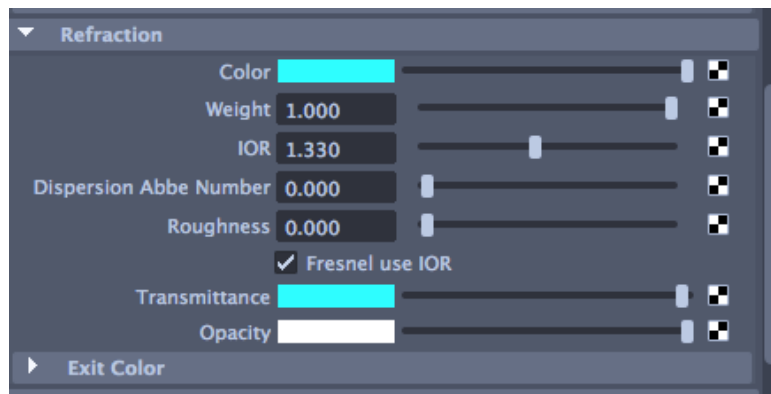 Refraction
Color
Weight 1.000
IOR 1.330
Dispersion Abbe Number 0.000
Roughness 0.000
Fresnel use IOR
Transmittance
Opacity
Exit Color